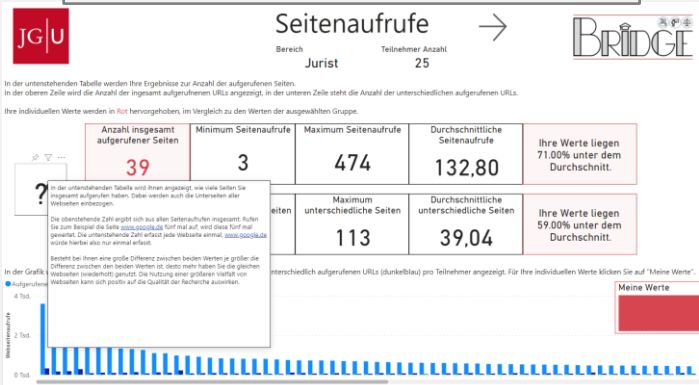 JG|U
Seitenaufrufe
BRIDGE
Bereich
Teilnehmer Anzahl
Jurist
25
In der untenstehenden Tabelle werden Ihre Ergebnisse zur Anzahl der aufgerufenen Seiten.
In der oberen Zeile wird die Anzahl der insgesamt aufgerufnenen URLs angezeigt, in der unteren Zeile steht die Anzahl der unterschiedlichen aufgerufenen URLs.
Ihre individuellen Werte werden in Rot hervorgehoben, im Vergleich zu den Werten der ausgewählten Gruppe.
Anzahl insgesamt
aufgerufener Seiten
39
Minimum Seitenaufrufe
3
Maximum Seitenaufrufe
474
Durchschnittliche
Seitenaufrufe
132,80
Ihre Werte liegen
71.00% unter dem
Durchschnitt.
?
In der untenstehenden Tabelle wird ihnen angezeigt, wie viele Seiten Sie
insgesamt aufgerufen haben. Dabei werden auch die Unterseiten aller
Webseiten einbezogen.
Die obenstehende Zahl ergibt sich aus allen Seitenaufrufen insgesamt. Rufen
Sie zum Beispiel die Seite www.google.de fünf mal auf, wird diese fünf mal
gewertet. Die untenstehende Zahl erfasst jede Webseite einmal, www.google.de
würde hierbei also nur einmal erfasst.
Besteht bei Ihnen eine große Differenz zwischen beiden Werten je größer die
Differenz zwischen den beiden Werten ist, desto mehr haben Sie die gleichen
Webseiten (wiederholt) genutzt. Die Nutzung einer größeren Vielfalt von
Webseiten kann sich positiv auf die Qualität der Recherche auswirken.
eiten
Maximum
unterschiedliche Seiten
113
Durchschnittliche
unterschiedliche Seiten
39,04
Ihre Werte liegen
59.00% unter dem
Durchschnitt.
In der Grafik
nterschiedlich aufgerufenen URLs (dunkelblau) pro Teilnehmer angezeigt. Für Ihre individuellen Werte klicken Sie auf "Meine Werte".
Aufgerufene
Meine Werte
Webseitenaufrufe
4 Tsd.
2 Tsd.
0 Tsd.